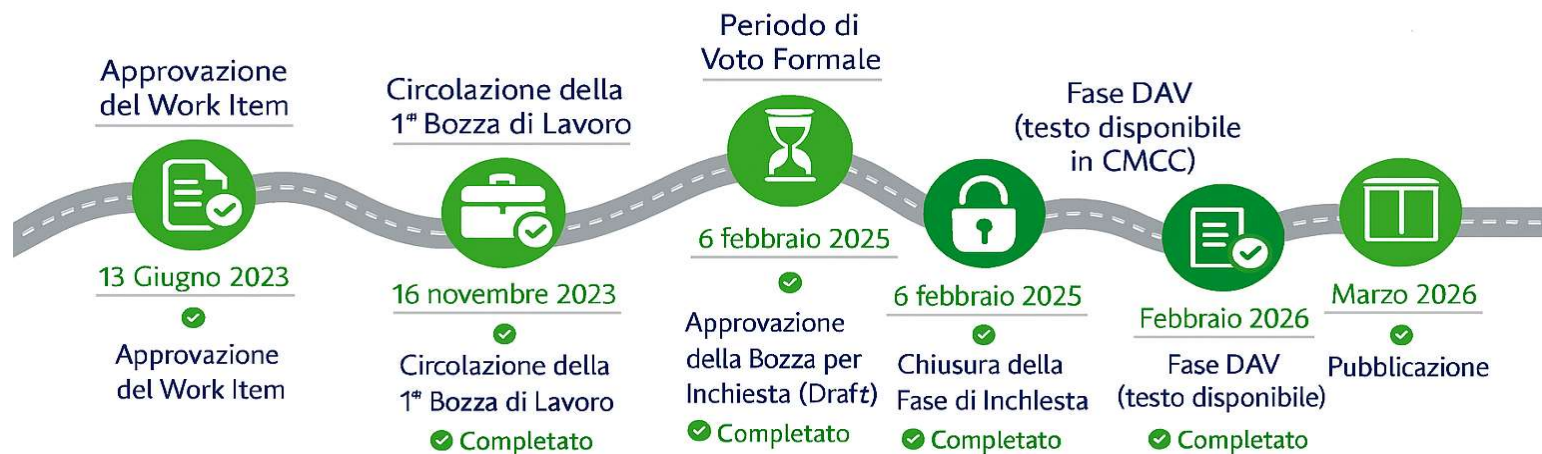 Approvazione
del Work Item
13 Giugno 2023
Approvazione
del Work Item
Circolazione della
1ª Bozza di Lavoro
16 novembre 2023
Circolazione della
1ª Bozza di Lavoro
Completato
Periodo di
Voto Formale
6 febbraio 2025
Approvazione
della Bozza per
Inchiesta (Draft)
Completato
6 febbraio 2025
Chiusura della
Fase di Inchlesta
Completato
Fase DAV
(testo disponibile
in CMCC)
Febbraio 2026
Fase DAV
(testo disponibile)
Completato
Marzo 2026
Pubblicazione